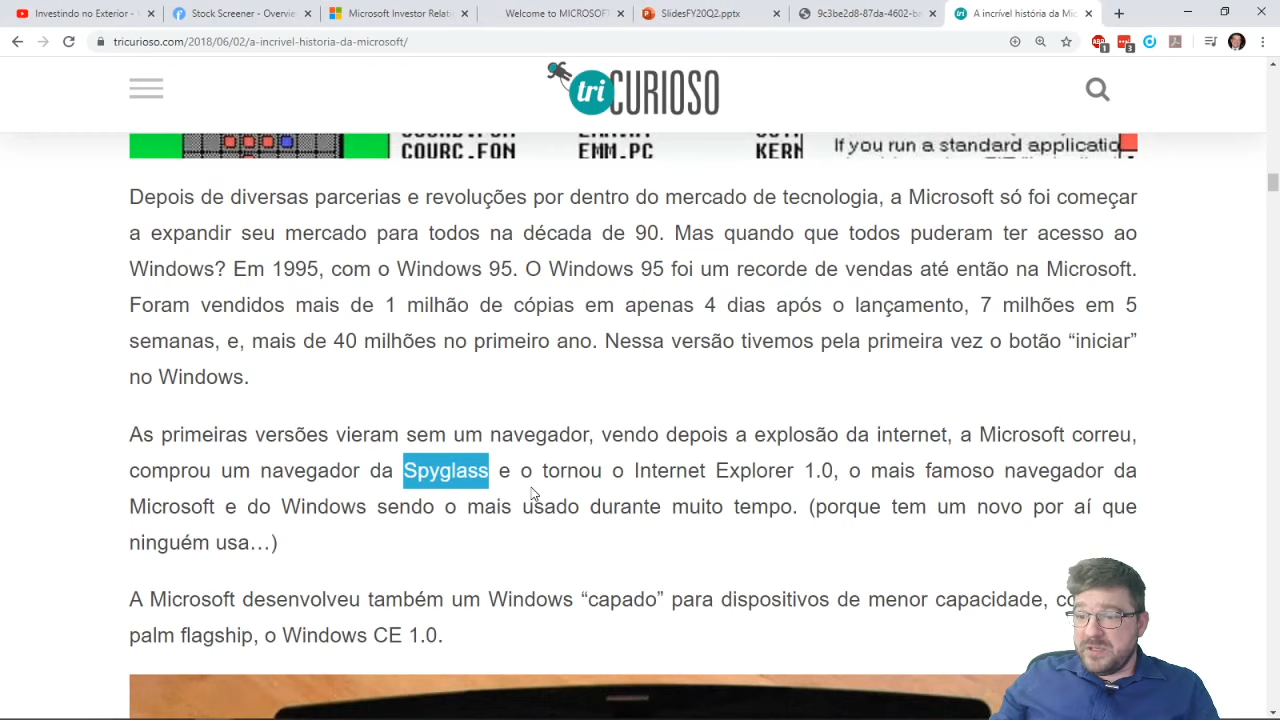 Investindo no Exterior
Stock Screener - Overvie
Microsoft Investor Relat
Welcome to MICROSOFT
SlidesFY20Q2.pptx
9c3be2d8-87da-4602-ba
A incrível história da Mic
tricurioso.com/2018/06/02/a-incrivel-historia-da-microsoft/
ABP 1 3
tri CURIOSO
COURC.FON EMM.PC KERN If you run a standard applicatio
Depois de diversas parcerias e revoluções por dentro do mercado de tecnologia, a Microsoft só foi começar
a expandir seu mercado para todos na década de 90. Mas quando que todos puderam ter acesso ao
Windows? Em 1995, com o Windows 95. O Windows 95 foi um recorde de vendas até então na Microsoft.
Foram vendidos mais de 1 milhão de cópias em apenas 4 dias após o lançamento, 7 milhões em 5
semanas, e, mais de 40 milhões no primeiro ano. Nessa versão tivemos pela primeira vez o botão “iniciar”
no Windows.
As primeiras versões vieram sem um navegador, vendo depois a explosão da internet, a Microsoft correu,
comprou um navegador da Spyglass e o tornou o Internet Explorer 1.0, o mais famoso navegador da
Microsoft e do Windows sendo o mais usado durante muito tempo. (porque tem um novo por aí que
ninguém usa…)
A Microsoft desenvolveu também um Windows “capado” para dispositivos de menor capacidade, co
palm flagship, o Windows CE 1.0.